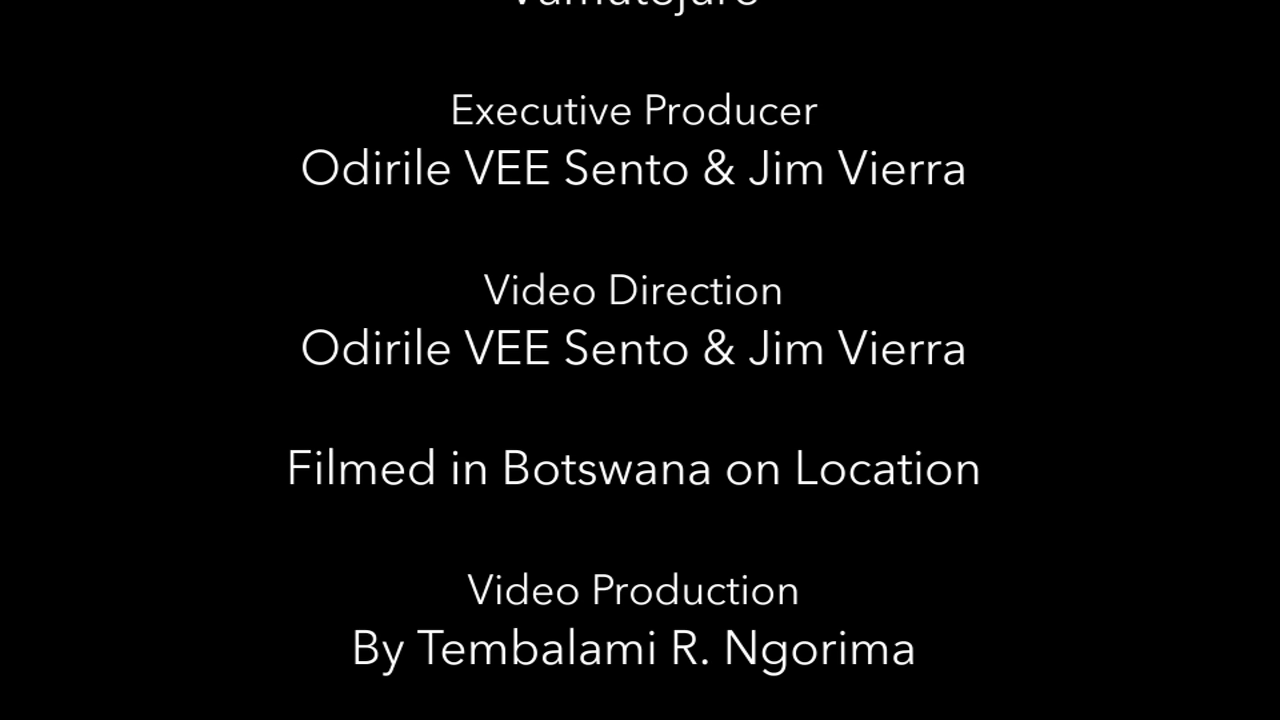 Executive Producer
Odirile VEE Sento & Jim Vierra
Video Direction
Odirile VEE Sento & Jim Vierra
Filmed in Botswana on Location
Video Production
By Tembalami R. Ngorima